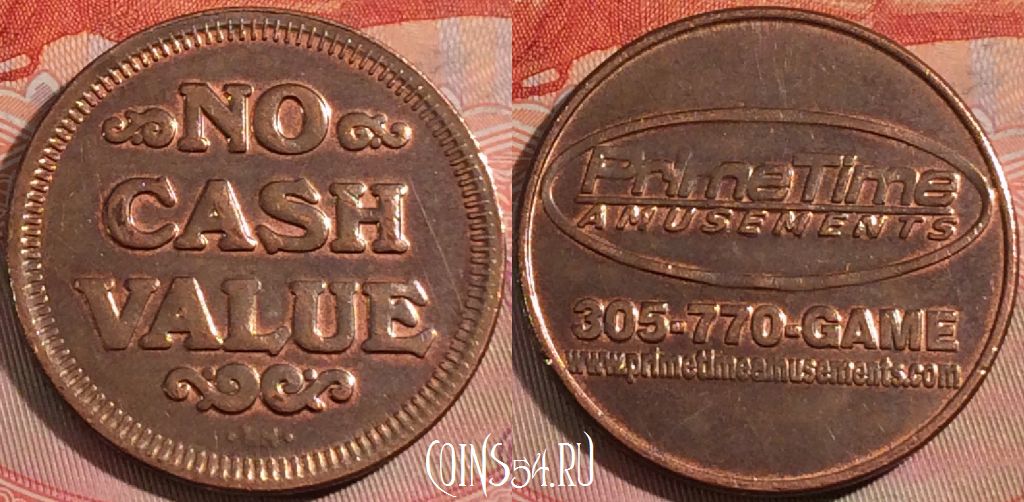 NO
CASH
VALUE
PrimeTime
AMUSEMENTS
305-770-GAME
www.primetimeamusements.com
COINS54.RU